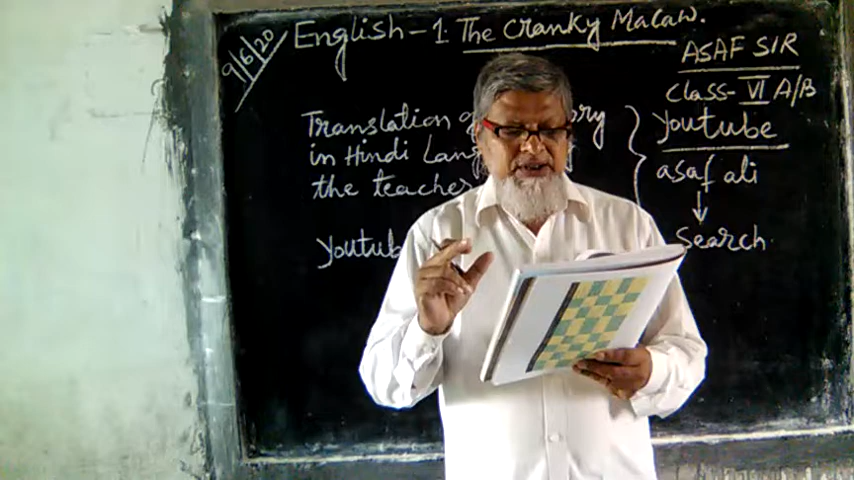 9/6/20
English - 1. The Cranky Macaw.
ASAF SIR
Class- VI A/B
Youtube
asaf ali
↓
Search
Translation
in Hindi
the teacher
Youtub